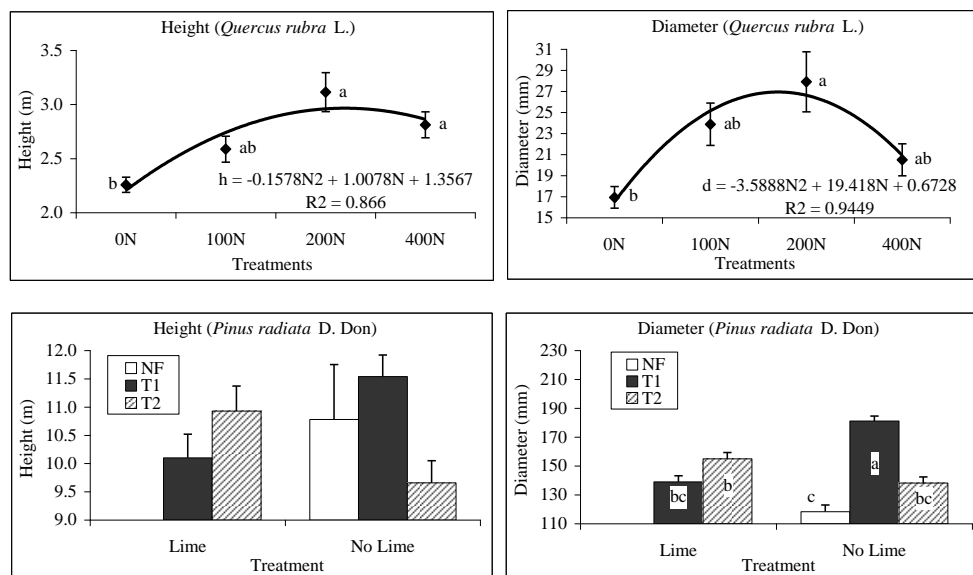 Height (Quercus rubra L.)
3.5
3.0
2.5
2.0
Height (m)
b
ab
a
a
h = -0.1578N2 + 1.0078N + 1.3567
R2 = 0.866
0N 100N 200N 400N
Treatments
Diameter (Quercus rubra L.)
31
29
27
25
23
21
19
17
15
Diameter (mm)
b
ab
a
ab
d = -3.5888N2 + 19.418N + 0.6728
R2 = 0.9449
0N 100N 200N 400N
Treatments
Height (Pinus radiata D. Don)
12.0
11.5
11.0
10.5
10.0
9.5
9.0
Height (m)
NF
T1
T2
Lime No Lime
Treatment
Diameter (Pinus radiata D. Don)
230
210
190
170
150
130
110
Diameter (mm)
NF
T1
T2
bc
b
c
a
bc
Lime No Lime
Treatment